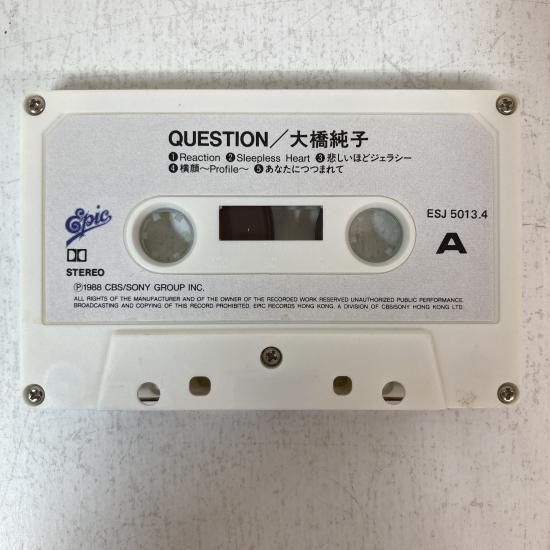 QUESTION／大橋純子
❶Reaction ❷Sleepless Heart ❸悲しいほどジェラシー
❹横顔〜Profile〜 ❺あなたにつつまれて
Epic
ESJ 5013.4
A
STEREO
Ⓟ1988 CBS/SONY GROUP INC.
ALL RIGHTS OF THE MANUFACTURER AND OF THE OWNER OF THE RECORDED WORK RESERVED UNAUTHORIZED PUBLIC PERFORMANCE.
BROADCASTING AND COPYING OF THIS RECORD PROHIBITED. EPIC RECORDS HONG KONG. A DIVISION OF CBS/SONY HONG KONG LTD.